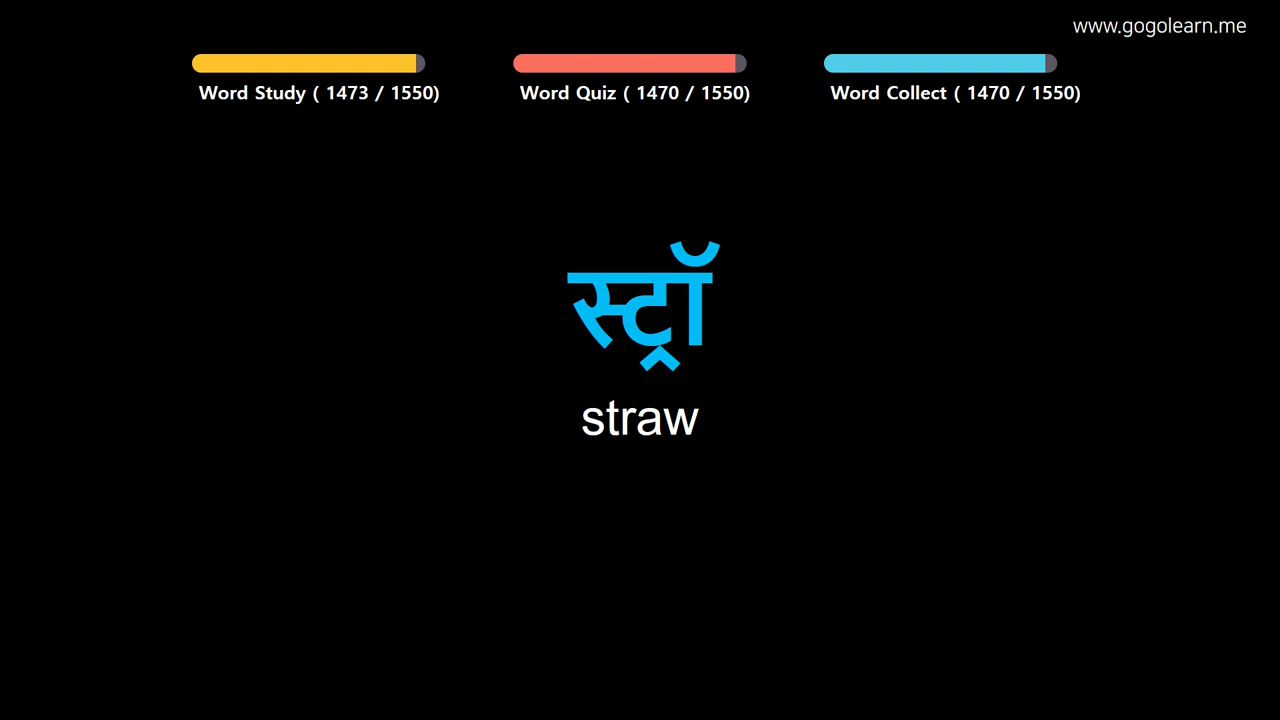 www.gogolearn.me
Word Study ( 1473 / 1550)
Word Quiz ( 1470 / 1550)
Word Collect ( 1470 / 1550)
स्ट्रॉ
straw